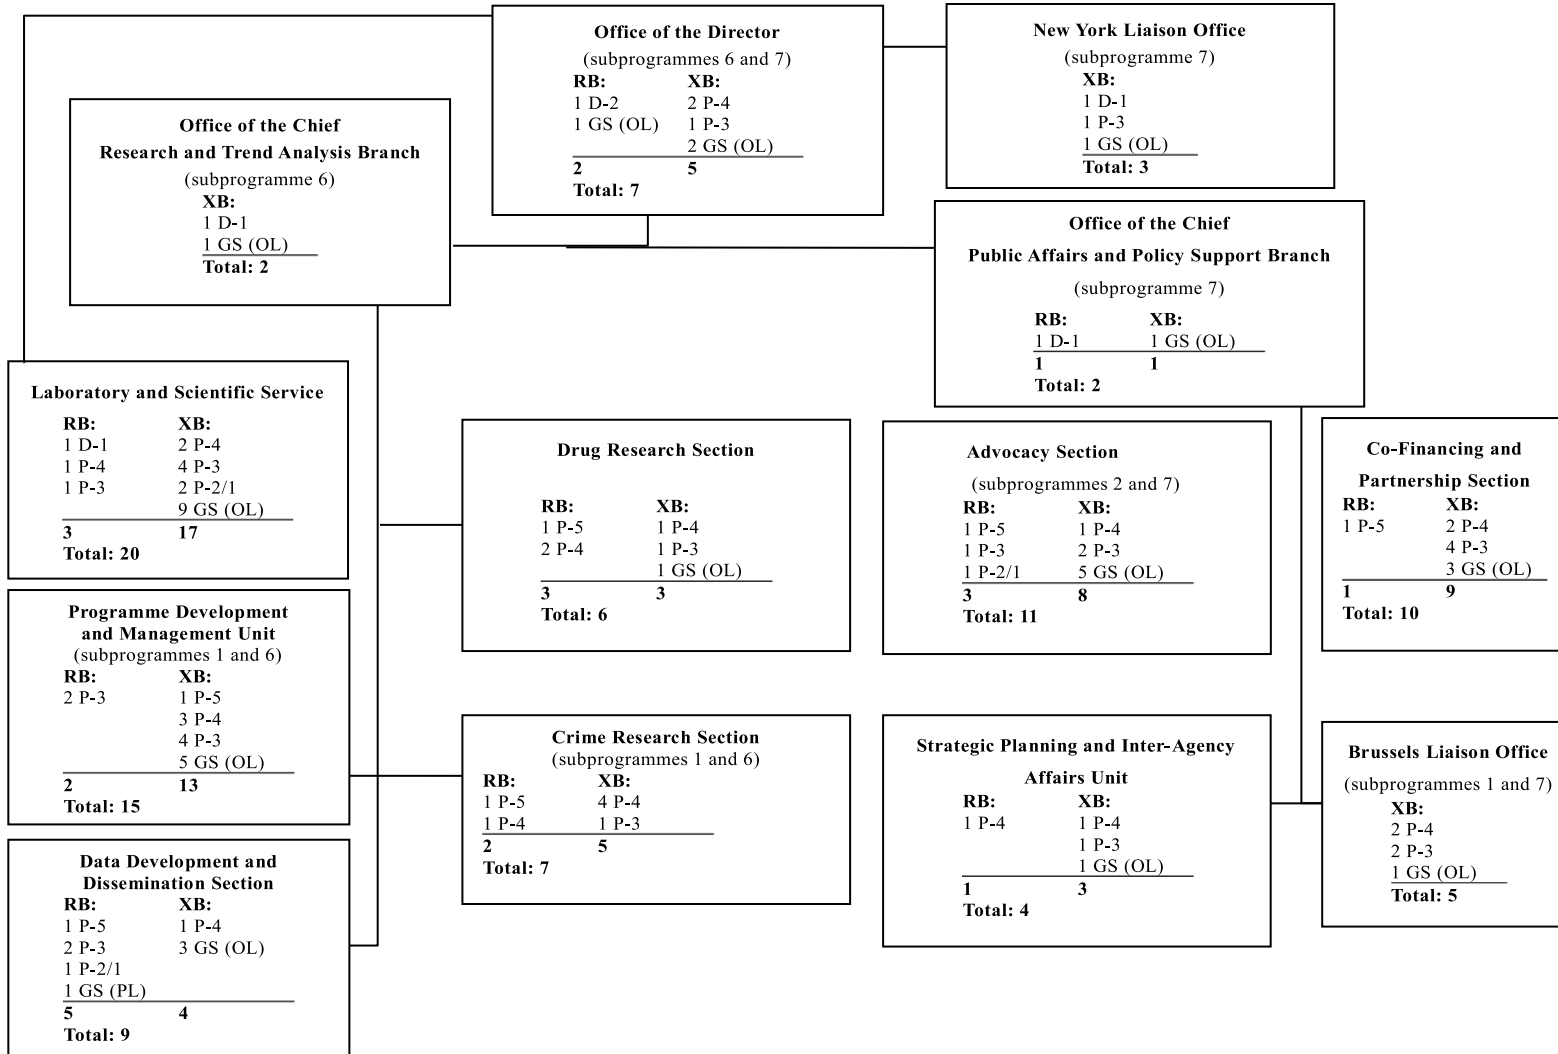 Office of the Director
(subprogrammes 6 and 7)
RB: XB:
1 D-2 2 P-4
1 GS (OL) 1 P-3
2 GS (OL)
2 5
Total: 7
New York Liaison Office
(subprogramme 7)
XB:
1 D-1
1 P-3
1 GS (OL)
Total: 3
Office of the Chief
Research and Trend Analysis Branch
(subprogramme 6)
XB:
1 D-1
1 GS (OL)
Total: 2
Office of the Chief
Public Affairs and Policy Support Branch
(subprogramme 7)
RB: XB:
1 D-1 1 GS (OL)
1 1
Total: 2
Laboratory and Scientific Service
RB: XB:
1 D-1 2 P-4
1 P-4 4 P-3
1 P-3 2 P-2/1
9 GS (OL)
3 17
Total: 20
Drug Research Section
RB: XB:
1 P-5 1 P-4
2 P-4 1 P-3
1 GS (OL)
3 3
Total: 6
Advocacy Section
(subprogrammes 2 and 7)
RB: XB:
1 P-5 1 P-4
1 P-3 2 P-3
1 P-2/1 5 GS (OL)
3 8
Total: 11
Co-Financing and
Partnership Section
RB: XB:
1 P-5 2 P-4
4 P-3
3 GS (OL)
1 9
Total: 10
Programme Development
and Management Unit
(subprogrammes 1 and 6)
RB: XB:
2 P-3 1 P-5
3 P-4
4 P-3
5 GS (OL)
2 13
Total: 15
Crime Research Section
(subprogrammes 1 and 6)
RB: XB:
1 P-5 4 P-4
1 P-4 1 P-3
2 5
Total: 7
Strategic Planning and Inter-Agency
Affairs Unit
RB: XB:
1 P-4 1 P-4
1 P-3
1 GS (OL)
1 3
Total: 4
Brussels Liaison Office
(subprogrammes 1 and 7)
XB:
2 P-4
2 P-3
1 GS (OL)
Total: 5
Data Development and
Dissemination Section
RB: XB:
1 P-5 1 P-4
2 P-3 3 GS (OL)
1 P-2/1
1 GS (PL)
5 4
Total: 9